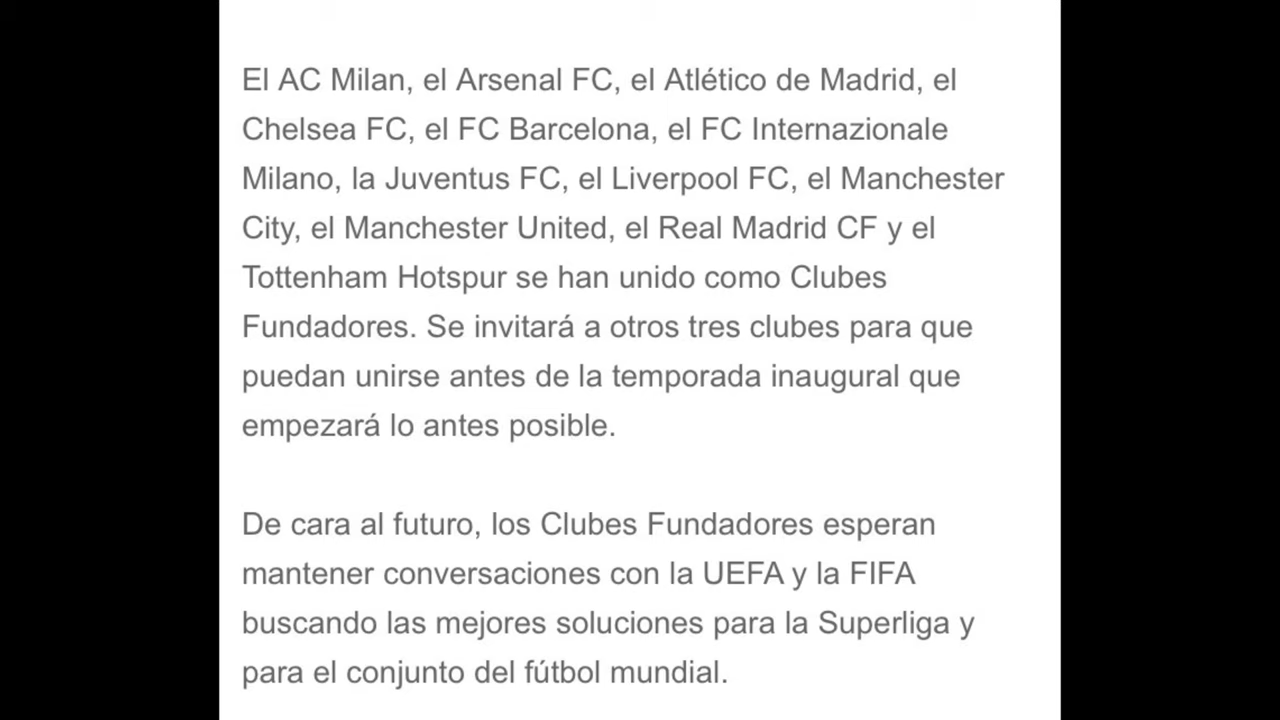 El AC Milan, el Arsenal FC, el Atlético de Madrid, el
Chelsea FC, el FC Barcelona, el FC Internazionale
Milano, la Juventus FC, el Liverpool FC, el Manchester
City, el Manchester United, el Real Madrid CF y el
Tottenham Hotspur se han unido como Clubes
Fundadores. Se invitará a otros tres clubes para que
puedan unirse antes de la temporada inaugural que
empezará lo antes posible.
De cara al futuro, los Clubes Fundadores esperan
mantener conversaciones con la UEFA y la FIFA
buscando las mejores soluciones para la Superliga y
para el conjunto del fútbol mundial.